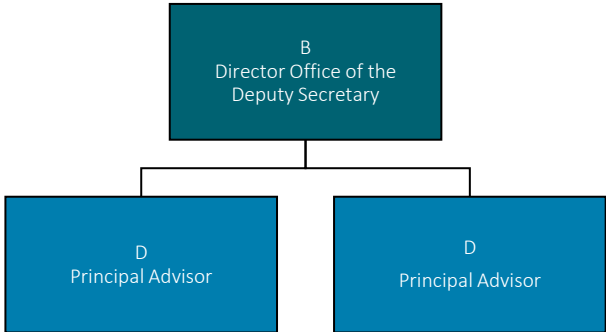 B
Director Office of the
Deputy Secretary
D
Principal Advisor
D
Principal Advisor